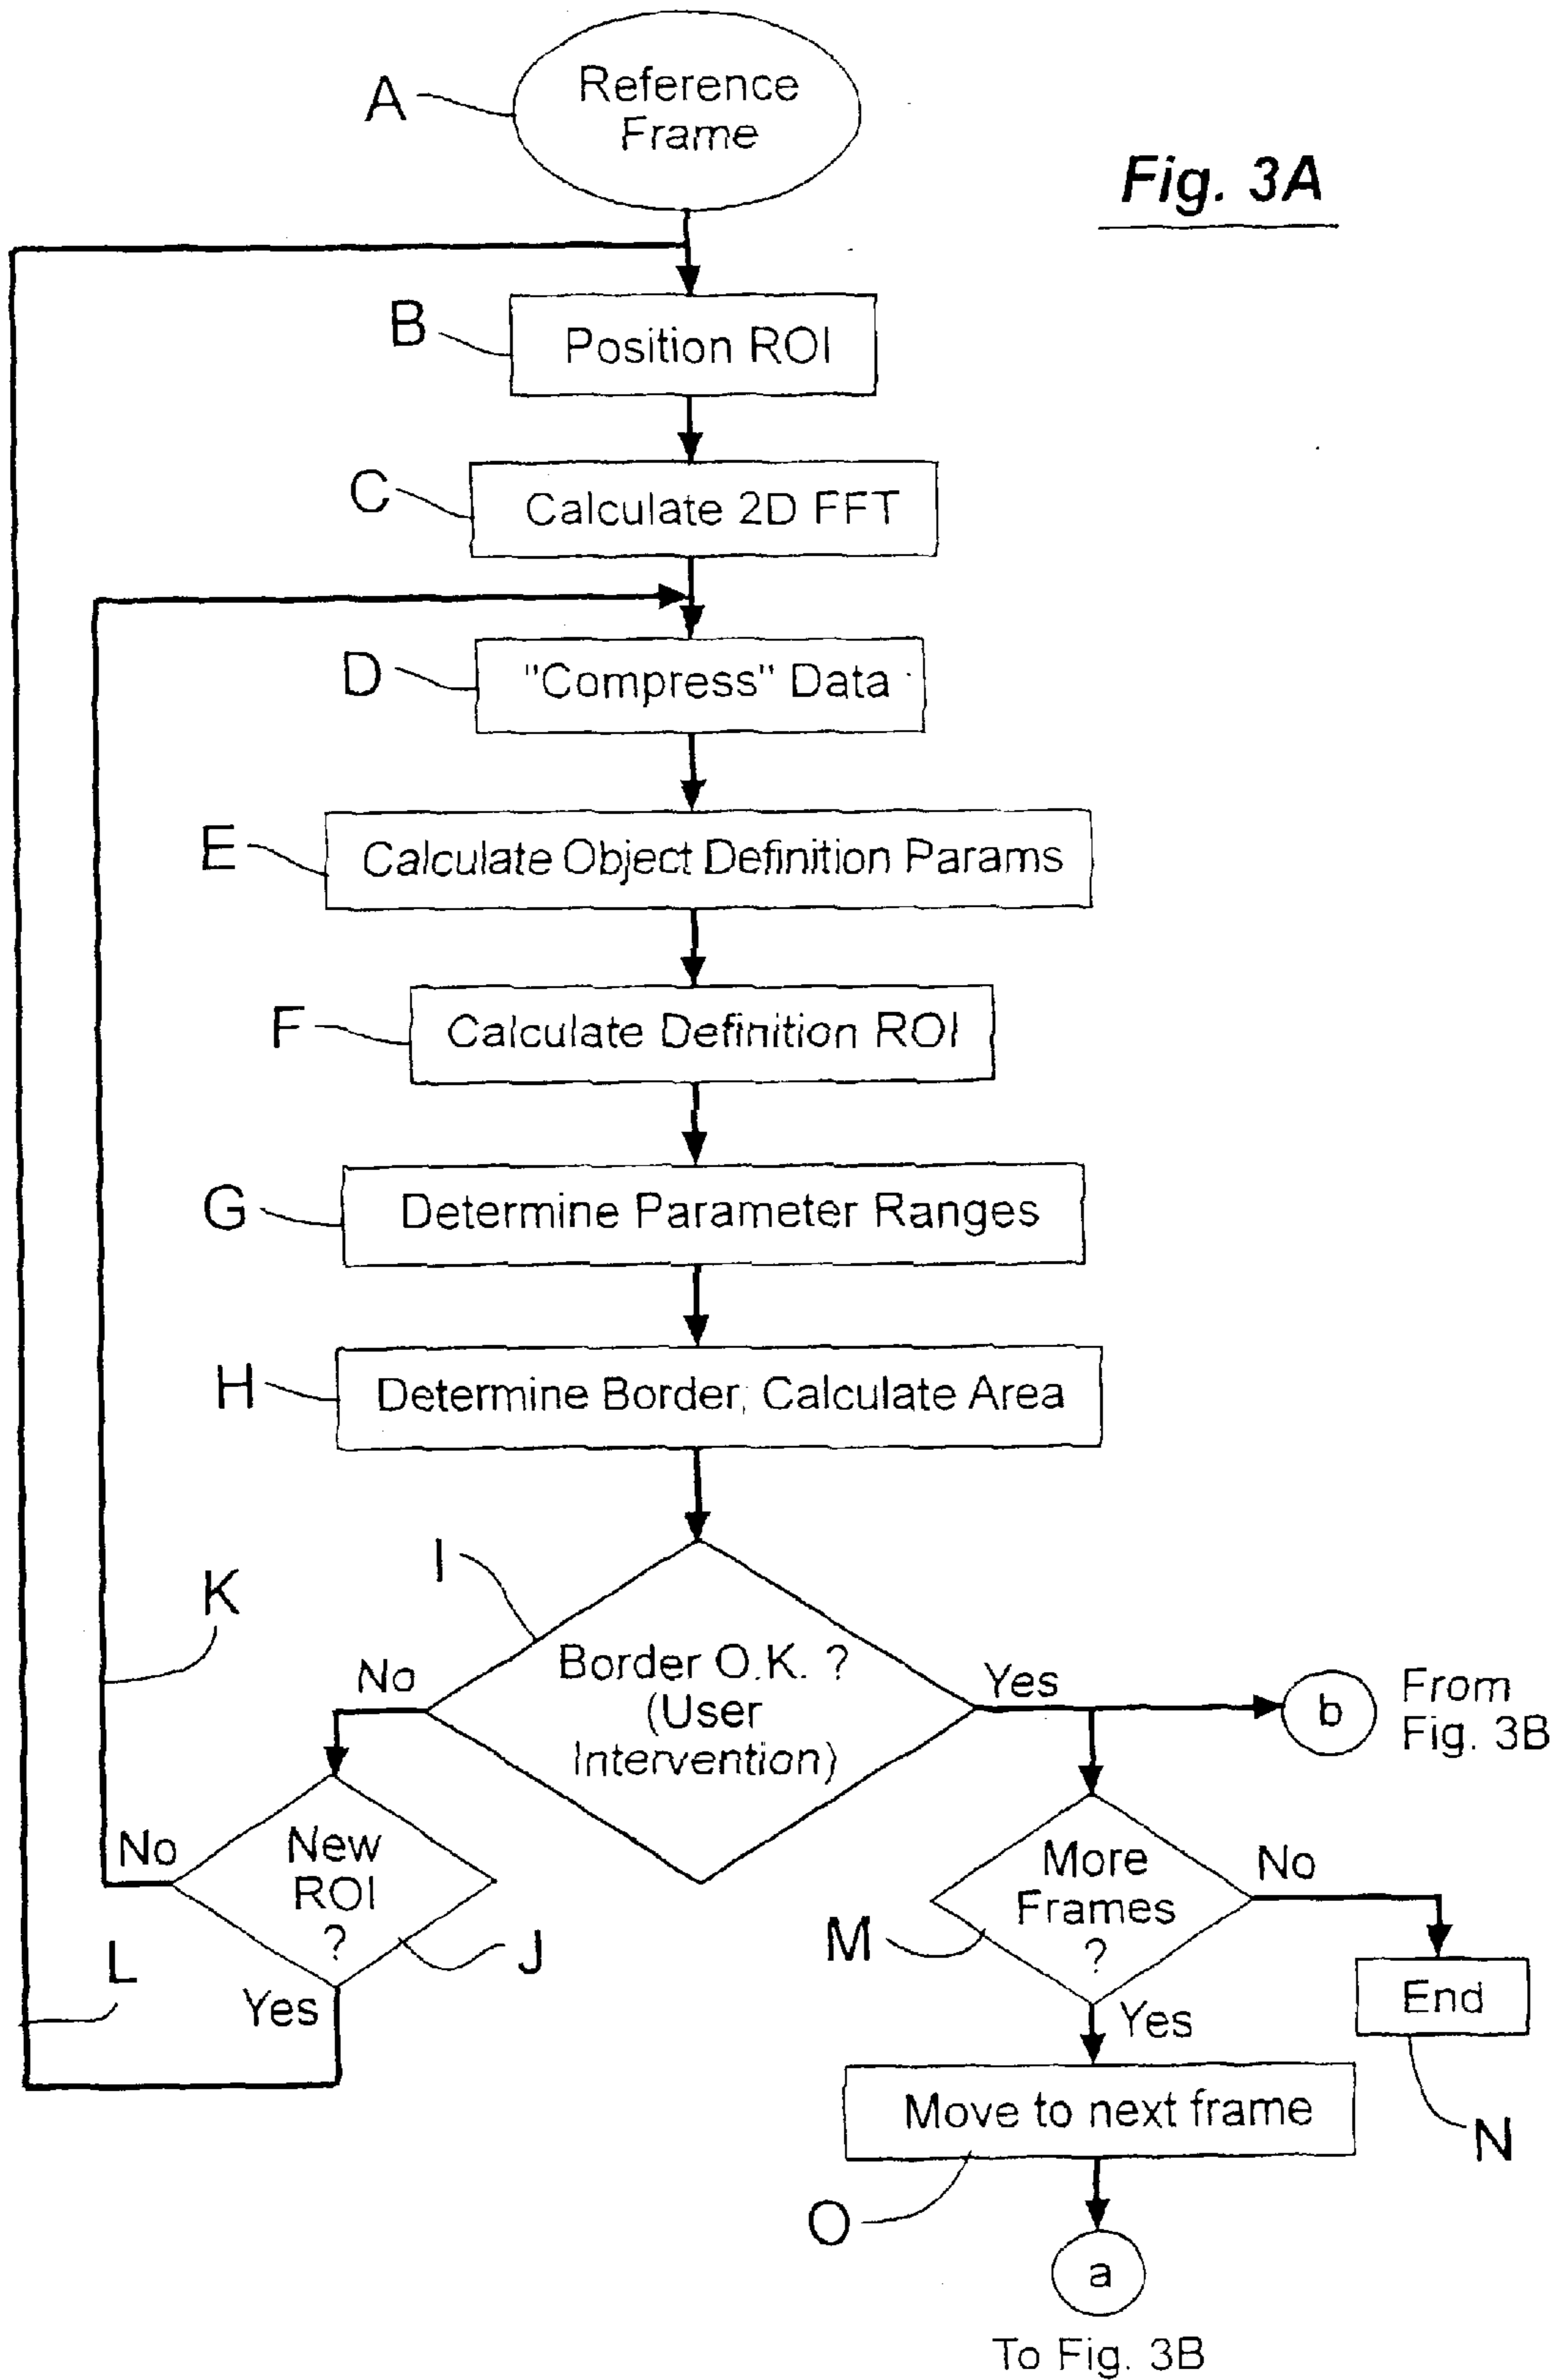 A
Reference
Frame
Fig. 3A
B
Position ROI
C
Calculate 2D FFT
D
"Compress" Data
E
Calculate Object Definition Params
F
Calculate Definition ROI
G
Determine Parameter Ranges
H
Determine Border, Calculate Area
I
K
No
Border O.K. ?
(User
Intervention)
Yes
b
From
Fig. 3B
No
New
ROI
?
J
L
Yes
More
Frames
?
No
M
End
Yes
Move to next frame
N
O
a
To Fig. 3B